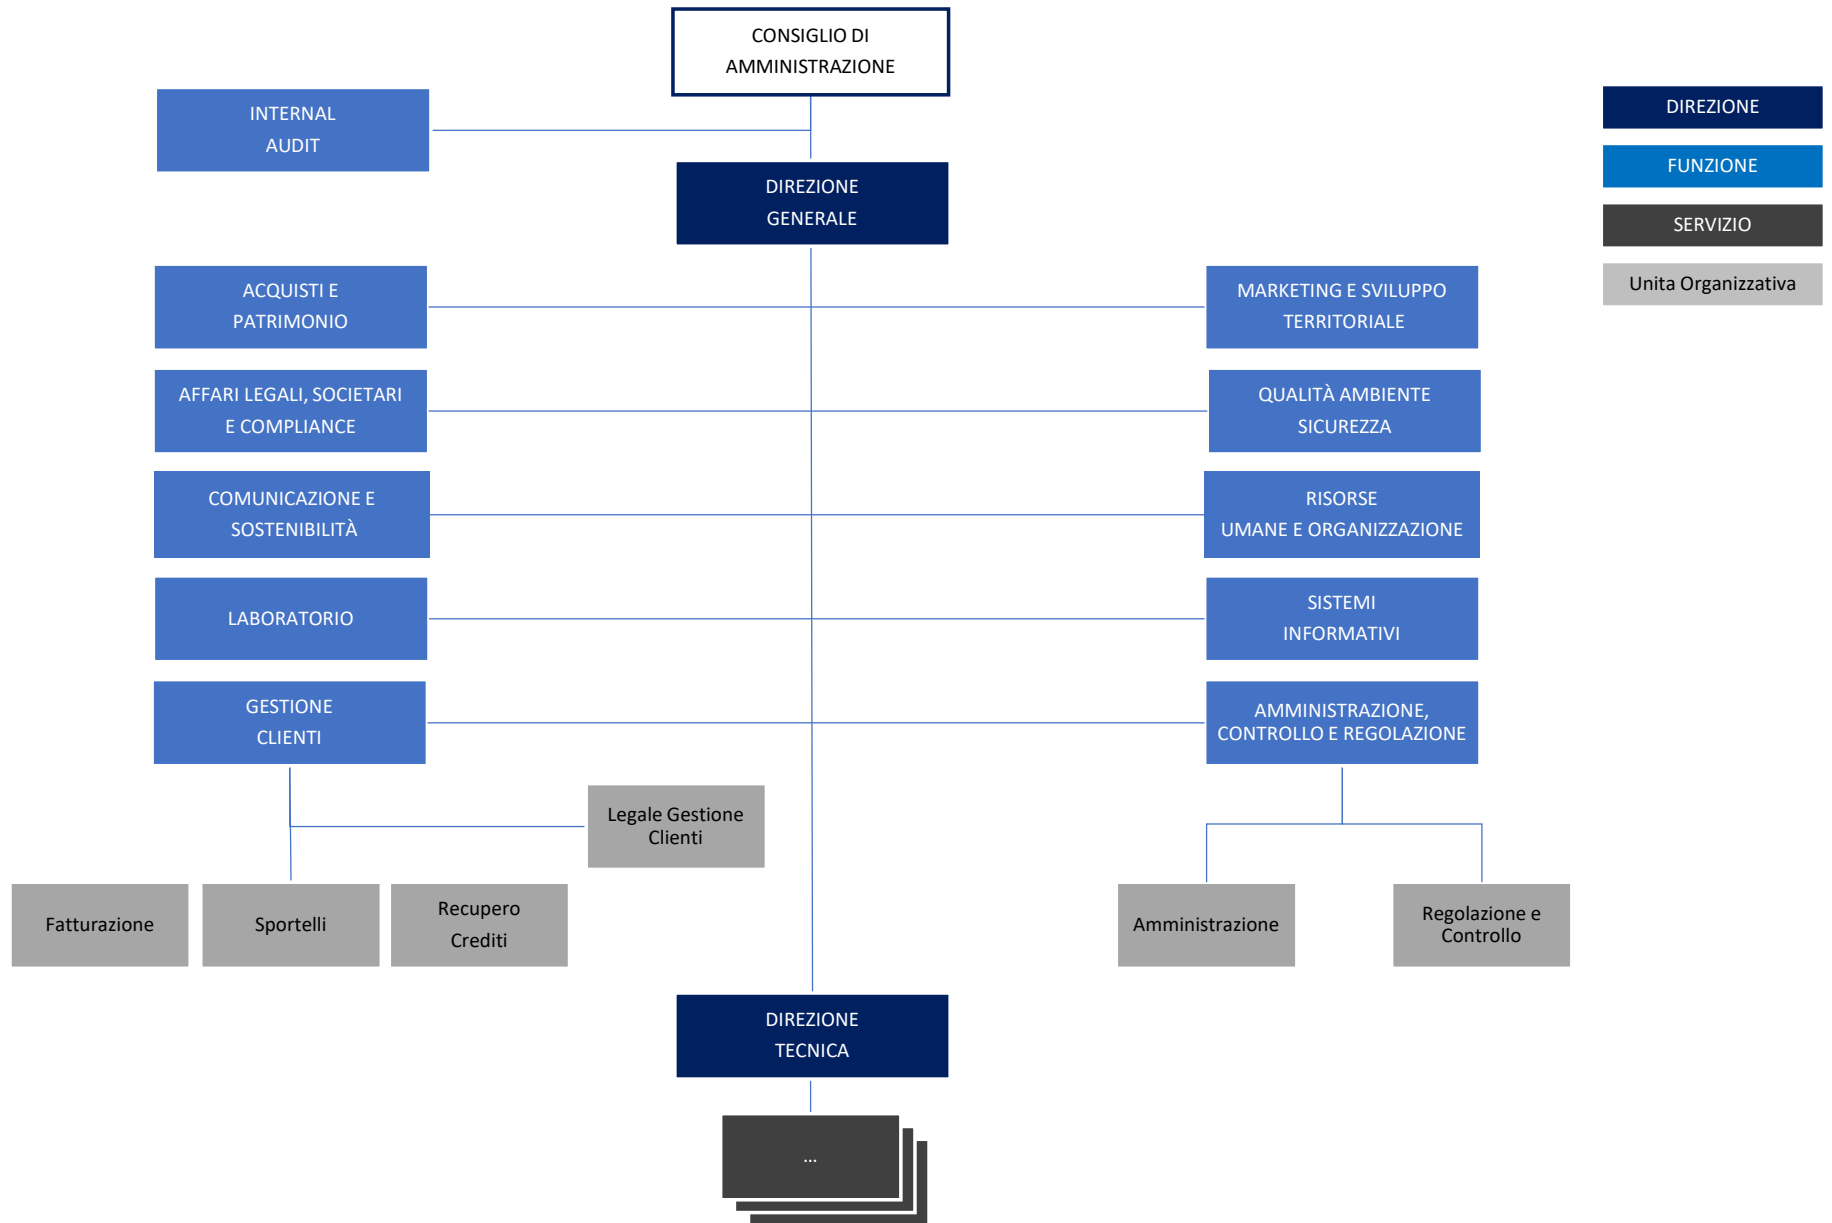 CONSIGLIO DI
AMMINISTRAZIONE
INTERNAL
AUDIT
DIREZIONE
GENERALE
DIREZIONE
FUNZIONE
SERVIZIO
Unita Organizzativa
ACQUISTI E
PATRIMONIO
MARKETING E SVILUPPO
TERRITORIALE
AFFARI LEGALI, SOCIETARI
E COMPLIANCE
QUALITÀ AMBIENTE
SICUREZZA
COMUNICAZIONE E
SOSTENIBILITÀ
RISORSE
UMANE E ORGANIZZAZIONE
LABORATORIO
SISTEMI
INFORMATIVI
GESTIONE
CLIENTI
AMMINISTRAZIONE,
CONTROLLO E REGOLAZIONE
Legale Gestione
Clienti
Fatturazione
Sportelli
Recupero
Crediti
Amministrazione
Regolazione e
Controllo
DIREZIONE
TECNICA
...